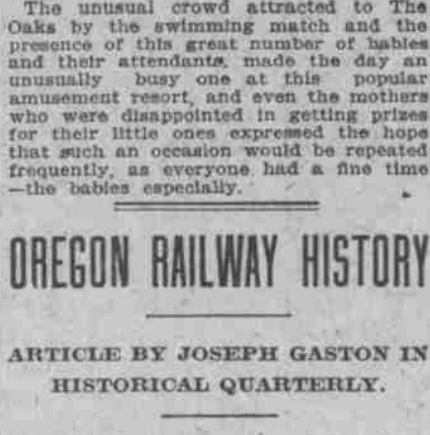 The unusual crowd attracted to The
Oaks by the swimming match and the
presence of this great number of babies
and their attendants, made the day an
unusually busy one at this popular
amusement resort, and even the mothers
who were disappointed in getting prizes
for their little ones expressed the hope
that such an occasion would be repeated
frequently, as everyone had a fine time
—the babies especially.
OREGON RAILWAY HISTORY
ARTICLE BY JOSEPH GASTON IN
HISTORICAL QUARTERLY.